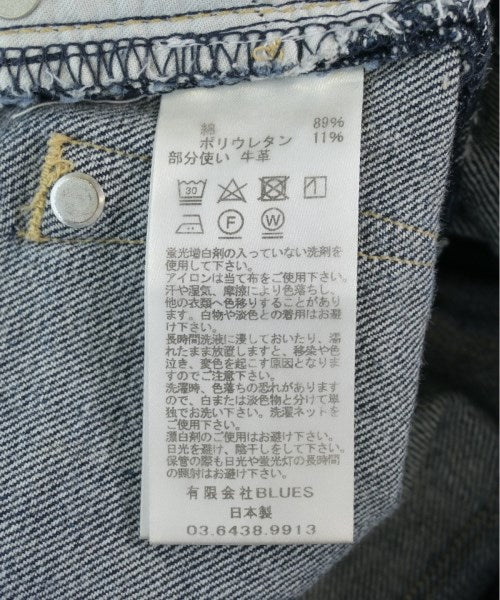 綿 89%
ポリウレタン 11%
部分使い 牛革
30
F W
蛍光増白剤の入っていない洗剤を
使用して下さい。
アイロンは当て布をご使用下さい。
汗や湿気、摩擦により色落ちし、
他の衣類へ色移りすることがあり
ます。白物や淡色との着用はお避
け下さい。
長時間洗液に浸しておいたり、濡
れたまま放置しますと、移染や色
泣き、変色を起こす原因となりま
すのでご注意下さい。
洗濯時、色落ちの恐れがあります
ので、白または淡色物と分けて単
独でお洗い下さい。洗濯ネットを
ご使用下さい。
漂白剤のご使用はお避け下さい。
日光を避け、陰干しをして下さい。
保管の際も日光や蛍光灯の長時間
の照射はお避け下さい。
有限会社BLUES
日本製
03.6438.9913